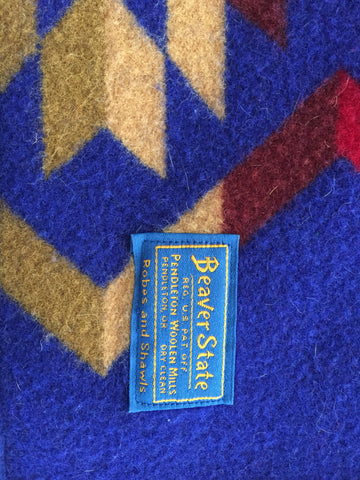 Beaver State
REG. U.S. PAT. OFF
PENDLETON WOOLEN MILLS
PENDLETON, OR. DRY CLEAN
Robes and Shawls